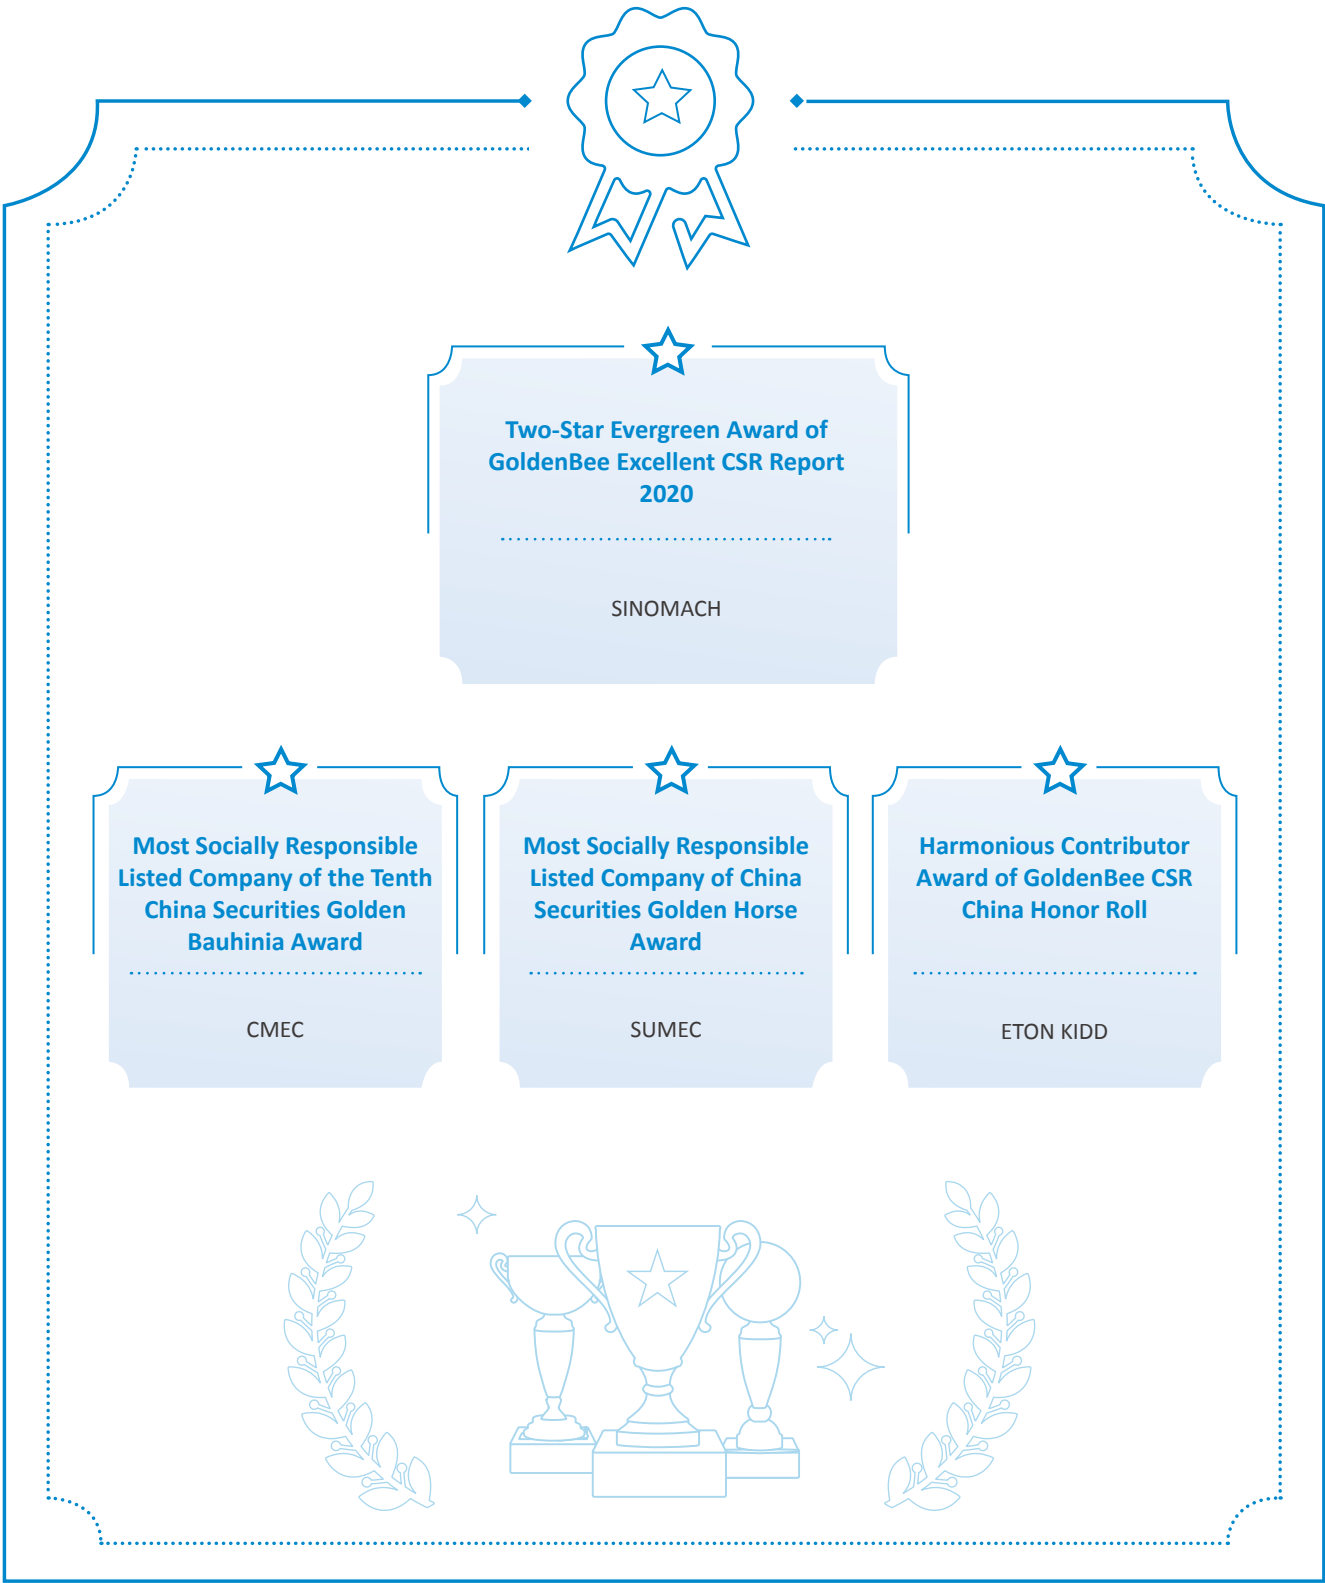 Two-Star Evergreen Award of
GoldenBee Excellent CSR Report
2020
SINOMACH
Most Socially Responsible
Listed Company of the Tenth
China Securities Golden
Bauhinia Award
CMEC
Most Socially Responsible
Listed Company of China
Securities Golden Horse
Award
SUMEC
Harmonious Contributor
Award of GoldenBee CSR
China Honor Roll
ETON KIDD